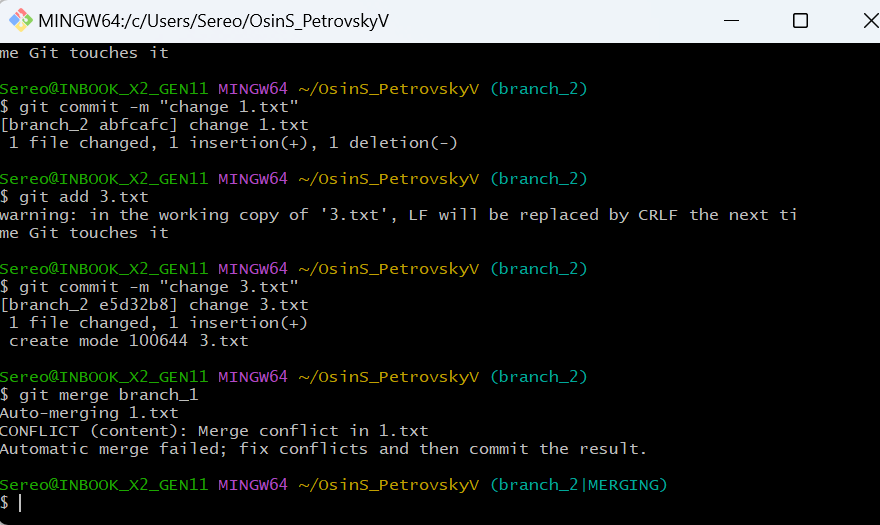 MINGW64:/c/Users/Sereo/OsinS_PetrovskyV
me Git touches it
Sereo@INBOOK_X2_GEN11 MINGW64 ~/OsinS_PetrovskyV (branch_2)
$ git commit -m "change 1.txt"
[branch_2 abfcafc] change 1.txt
 1 file changed, 1 insertion(+), 1 deletion(-)
Sereo@INBOOK_X2_GEN11 MINGW64 ~/OsinS_PetrovskyV (branch_2)
$ git add 3.txt
warning: in the working copy of '3.txt', LF will be replaced by CRLF the next ti
me Git touches it
Sereo@INBOOK_X2_GEN11 MINGW64 ~/OsinS_PetrovskyV (branch_2)
$ git commit -m "change 3.txt"
[branch_2 e5d32b8] change 3.txt
 1 file changed, 1 insertion(+)
 create mode 100644 3.txt
Sereo@INBOOK_X2_GEN11 MINGW64 ~/OsinS_PetrovskyV (branch_2)
$ git merge branch_1
Auto-merging 1.txt
CONFLICT (content): Merge conflict in 1.txt
Automatic merge failed; fix conflicts and then commit the result.
Sereo@INBOOK_X2_GEN11 MINGW64 ~/OsinS_PetrovskyV (branch_2|MERGING)
$